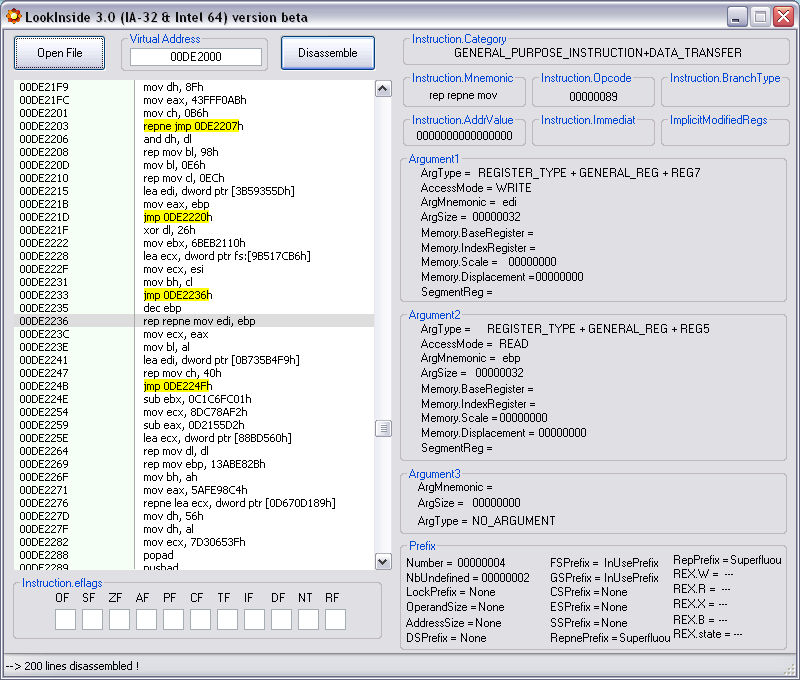 LookInside 3.0 (IA-32 & Intel 64) version beta
Open File
Virtual Address
00DE2000
Disassemble
00DE21F9 mov dh, 8Fh
00DE21FC mov eax, 43FFF0ABh
00DE2201 mov ch, 0B6h
00DE2203 repne jmp 0DE2207h
00DE2206 and dh, dl
00DE2208 rep mov bl, 98h
00DE220D mov bl, 0E6h
00DE2210 rep mov cl, 0ECh
00DE2215 lea edi, dword ptr [3B59355Dh]
00DE221B mov eax, ebp
00DE221D jmp 0DE2220h
00DE221F xor dl, 26h
00DE2222 mov ebx, 6BEB2110h
00DE2228 lea ecx, dword ptr fs:[9B517CB6h]
00DE222F mov ecx, esi
00DE2231 mov bh, cl
00DE2233 jmp 0DE2236h
00DE2235 dec ebp
00DE2236 rep repne mov edi, ebp
00DE223C mov ecx, eax
00DE223E mov bl, al
00DE2241 lea edi, dword ptr [0B735B4F9h]
00DE2247 rep mov ch, 40h
00DE224B jmp 0DE224Fh
00DE224E sub ebx, 0C1C6FC01h
00DE2254 mov ecx, 8DC78AF2h
00DE2259 sub eax, 0D2155D2h
00DE225E lea ecx, dword ptr [88BD560h]
00DE2264 rep mov dl, dl
00DE2269 rep mov ebp, 13ABE82Bh
00DE226F mov bh, ah
00DE2271 mov eax, 5AFE98C4h
00DE2276 repne lea ecx, dword ptr [0D670D189h]
00DE227D mov dh, 56h
00DE227F mov dh, al
00DE2282 mov ecx, 7D30653Fh
00DE2288 popad
00DE2289 pushad
Instruction.eflags
OF SF ZF AF PF CF TF IF DF NT RF
Instruction.Category
GENERAL_PURPOSE_INSTRUCTION+DATA_TRANSFER
Instruction.Mnemonic
rep repne mov
Instruction.Opcode
00000089
Instruction.BranchType
Instruction.AddrValue
0000000000000000
Instruction.Immediat
ImplicitModifiedRegs
Argument1
ArgType = REGISTER_TYPE + GENERAL_REG + REG7
AccessMode = WRITE
ArgMnemonic = edi
ArgSize = 00000032
Memory.BaseRegister =
Memory.IndexRegister =
Memory.Scale = 00000000
Memory.Displacement =00000000
SegmentReg =
Argument2
ArgType = REGISTER_TYPE + GENERAL_REG + REG5
AccessMode = READ
ArgMnemonic = ebp
ArgSize = 00000032
Memory.BaseRegister =
Memory.IndexRegister =
Memory.Scale =00000000
Memory.Displacement = 00000000
SegmentReg =
Argument3
ArgMnemonic =
ArgSize = 00000000
ArgType = NO_ARGUMENT
Prefix
Number = 00000004
NbUndefined = 00000002
LockPrefix = None
OperandSize = None
AddressSize = None
DSPrefix = None
FSPrefix = InUsePrefix
GSPrefix = InUsePrefix
CSPrefix = None
ESPrefix = None
SSPrefix = None
RepnePrefix = Superfluou
RepPrefix = Superfluou
REX.W = ---
REX.R = ---
REX.X = ---
REX.B = ---
REX.state = ---
--> 200 lines disassembled !